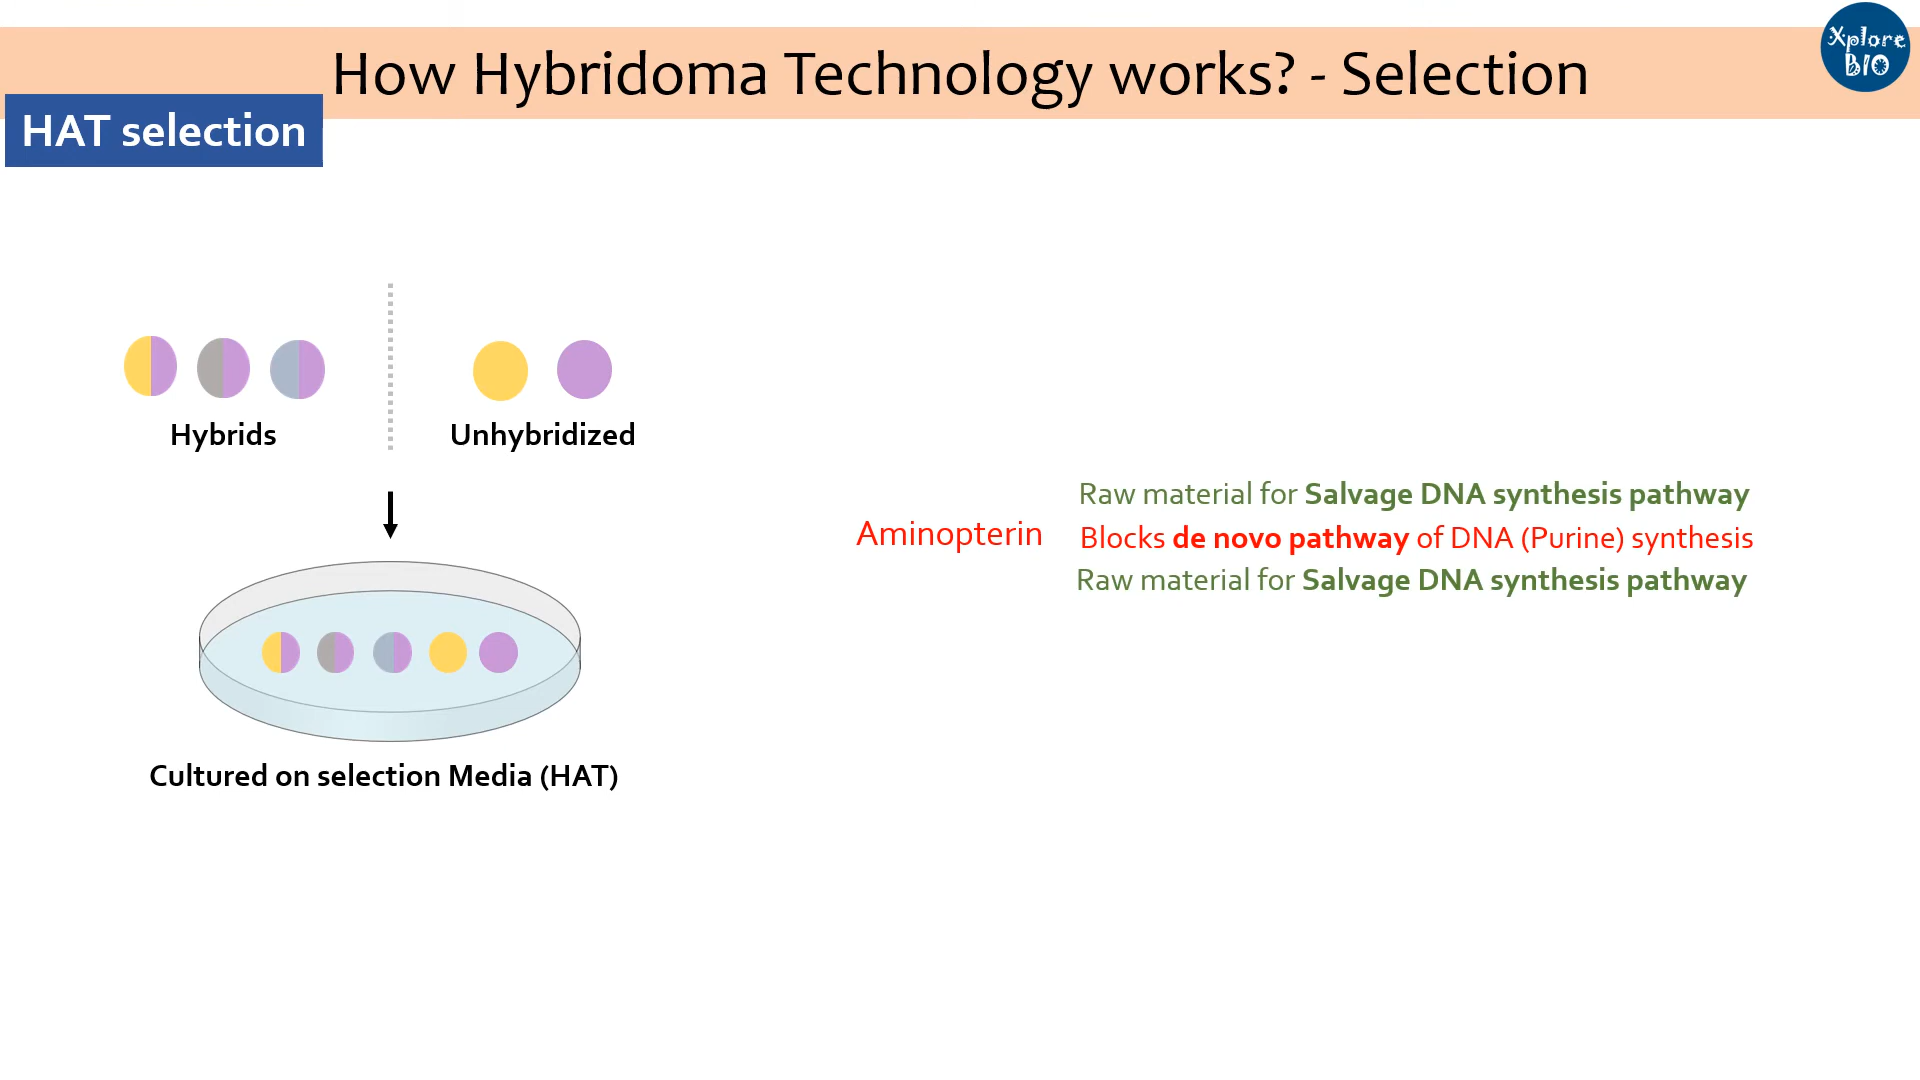 How Hybridoma Technology works? - Selection
Xplore
BIO
HAT selection
Hybrids
Unhybridized
Raw material for Salvage DNA synthesis pathway
Aminopterin
Blocks de novo pathway of DNA (Purine) synthesis
Raw material for Salvage DNA synthesis pathway
Cultured on selection Media (HAT)